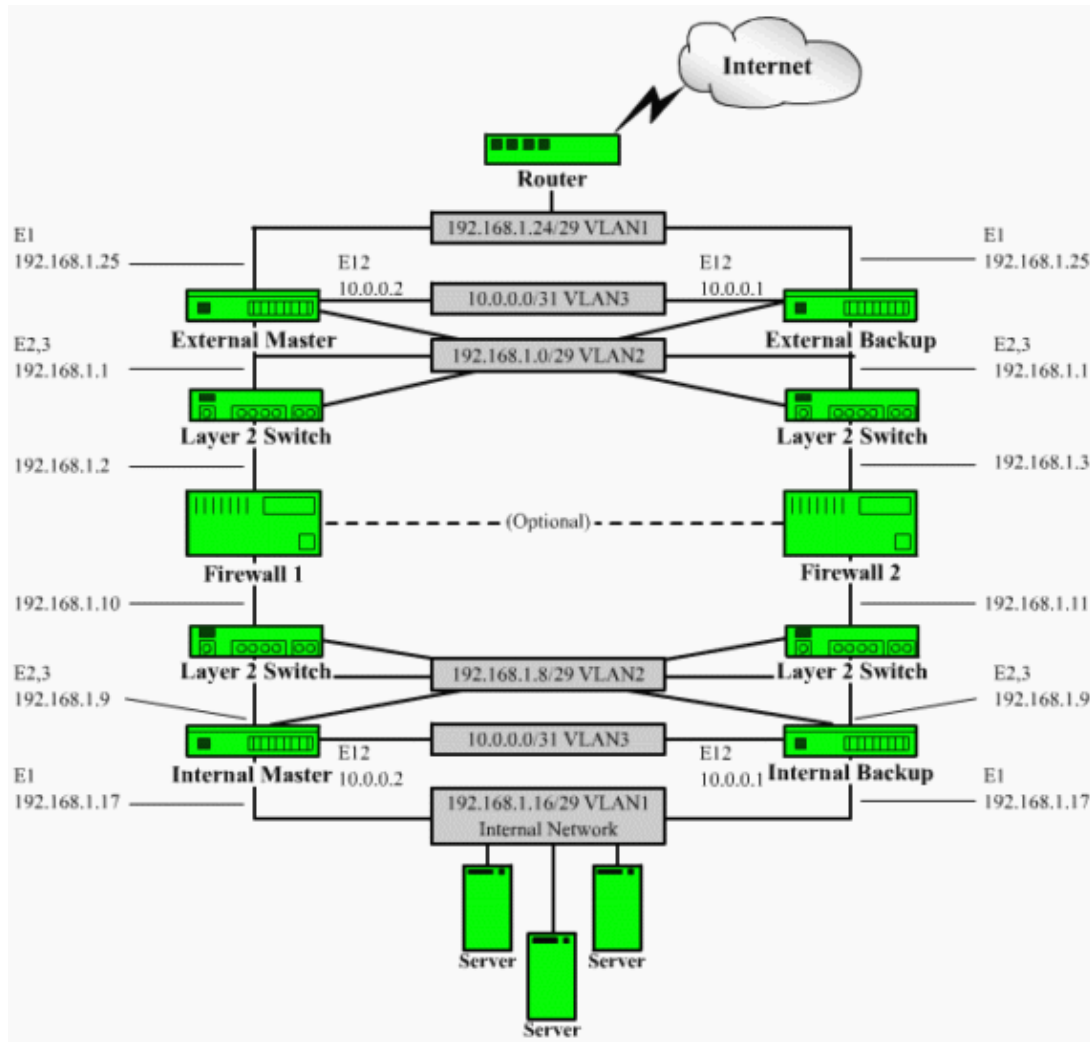 Internet
Router
192.168.1.24/29 VLAN1
E1
192.168.1.25
E1
192.168.1.25
E12
10.0.0.2
E12
10.0.0.1
10.0.0.0/31 VLAN3
External Master
External Backup
E2,3
192.168.1.1
192.168.1.0/29 VLAN2
E2,3
192.168.1.1
Layer 2 Switch
Layer 2 Switch
192.168.1.2
192.168.1.3
(Optional)
Firewall 1
Firewall 2
192.168.1.10
192.168.1.11
Layer 2 Switch
192.168.1.8/29 VLAN2
Layer 2 Switch
E2,3
192.168.1.9
E2,3
192.168.1.9
10.0.0.0/31 VLAN3
E12
10.0.0.2
E12
10.0.0.1
Internal Master
Internal Backup
E1
192.168.1.17
E1
192.168.1.17
192.168.1.16/29 VLAN1
Internal Network
Server
Server
Server